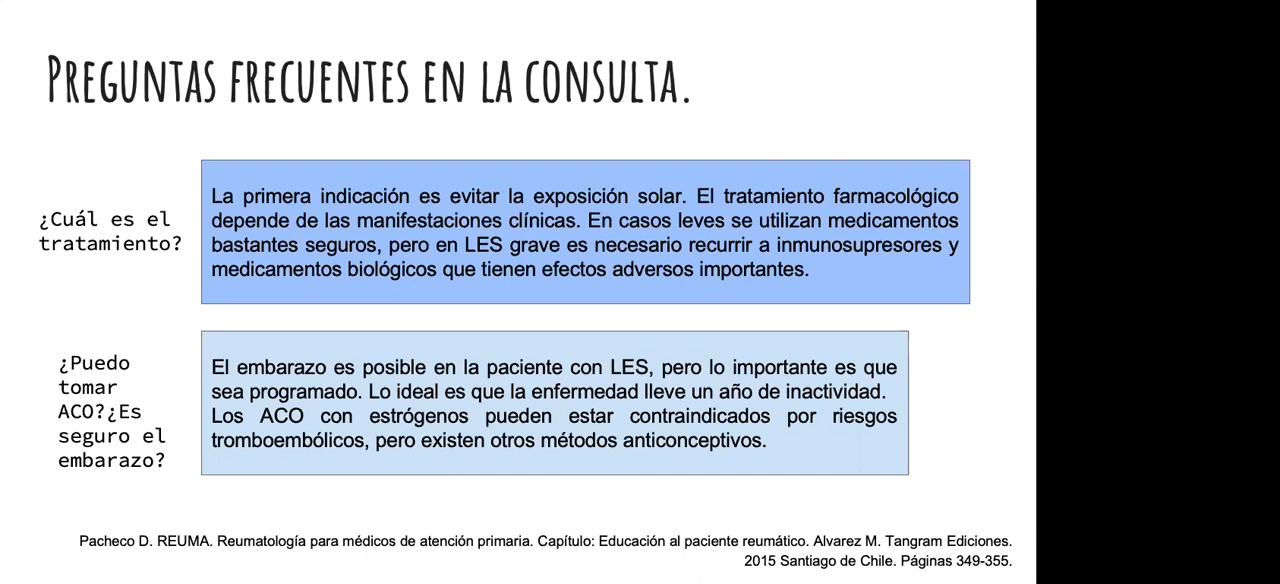 Preguntas frecuentes en la consulta.
¿Cuál es el
tratamiento?
La primera indicación es evitar la exposición solar. El tratamiento farmacológico
depende de las manifestaciones clínicas. En casos leves se utilizan medicamentos
bastantes seguros, pero en LES grave es necesario recurrir a inmunosupresores y
medicamentos biológicos que tienen efectos adversos importantes.
¿Puedo
tomar
ACO?¿Es
seguro el
embarazo?
El embarazo es posible en la paciente con LES, pero lo importante es que
sea programado. Lo ideal es que la enfermedad lleve un año de inactividad.
Los ACO con estrógenos pueden estar contraindicados por riesgos
tromboembólicos, pero existen otros métodos anticonceptivos.
Pacheco D. REUMA. Reumatología para médicos de atención primaria. Capítulo: Educación al paciente reumático. Alvarez M. Tangram Ediciones.
2015 Santiago de Chile. Páginas 349-355.